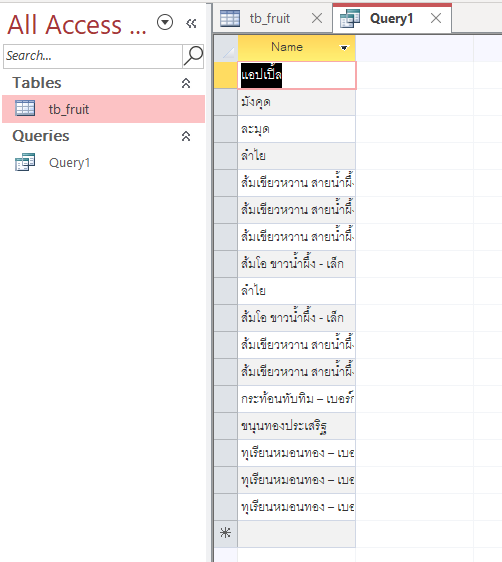 All Access ...
Search...
Tables
tb_fruit
Queries
Query1
tb_fruit
Query1
Name
แอปเปิ้ล
มังคุด
ละมุด
ลำไย
ส้มเขียวหวาน สายน้ำผึ้ง
ส้มเขียวหวาน สายน้ำผึ้ง
ส้มเขียวหวาน สายน้ำผึ้ง
ส้มโอ ขาวน้ำผึ้ง - เล็ก
ลำไย
ส้มโอ ขาวน้ำผึ้ง - เล็ก
ส้มเขียวหวาน สายน้ำผึ้ง
ส้มเขียวหวาน สายน้ำผึ้ง
กระท้อนทับทิม – เบอร์
ขนุนทองประเสริฐ
ทุเรียนหมอนทอง – เบอ
ทุเรียนหมอนทอง – เบอ
ทุเรียนหมอนทอง – เบอ